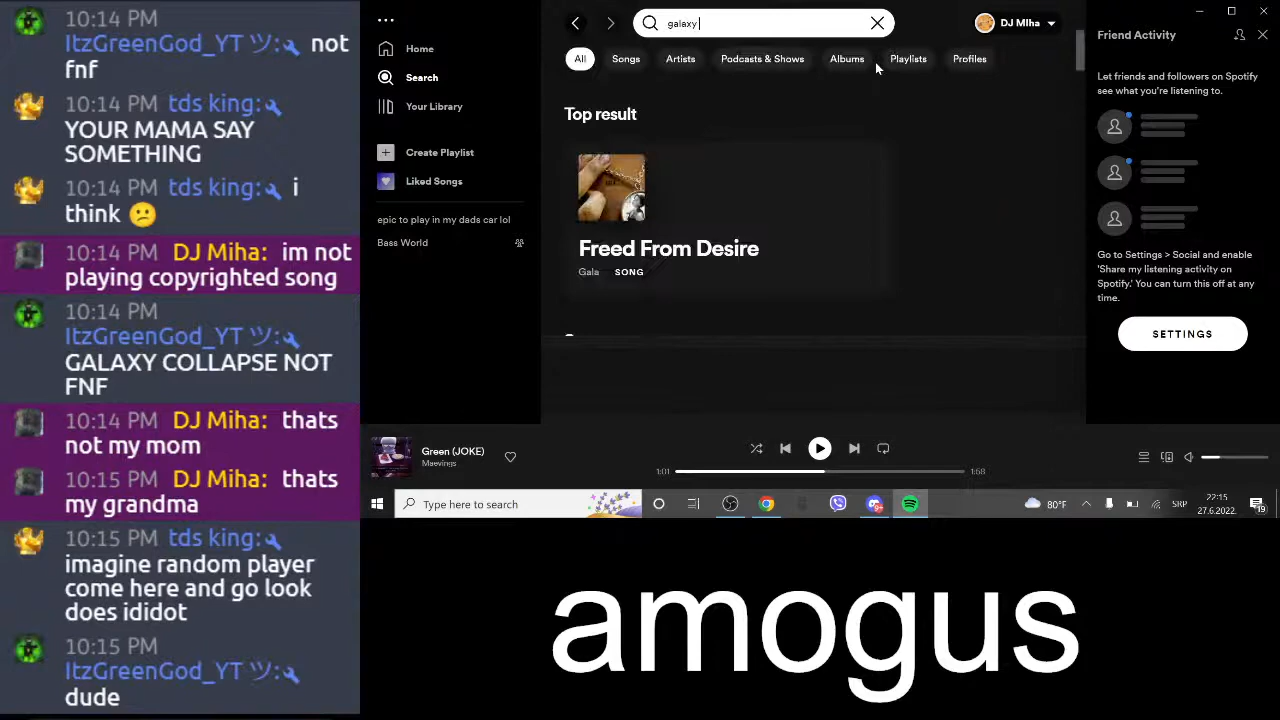 10:14 PM
ItzGreenGod_YT ツ: not
fnf
10:14 PM tds king:
YOUR MAMA SAY
SOMETHING
10:14 PM tds king: i
think 😕
10:14 PM DJ Miha: im not
playing copyrighted song
10:14 PM
ItzGreenGod_YT ツ:
GALAXY COLLAPSE NOT
FNF
10:14 PM DJ Miha: thats
not my mom
10:15 PM DJ Miha: thats
my grandma
10:15 PM tds king:
imagine random player
come here and go look
does ididot
10:15 PM
ItzGreenGod_YT ツ:
dude
Home
Search
Your Library
Create Playlist
Liked Songs
epic to play in my dads car lol
Bass World
galaxy
DJ Miha
All Songs Artists Podcasts & Shows Albums Playlists Profiles
Top result
Freed From Desire
Gala SONG
Friend Activity
Let friends and followers on Spotify
see what you're listening to.
Go to Settings > Social and enable
'Share my listening activity on
Spotify.' You can turn this off at any
time.
SETTINGS
Green (JOKE)
Maevings
1:01 1:58
Type here to search
80°F SRP 22:15
27.6.2022.
19
amogus